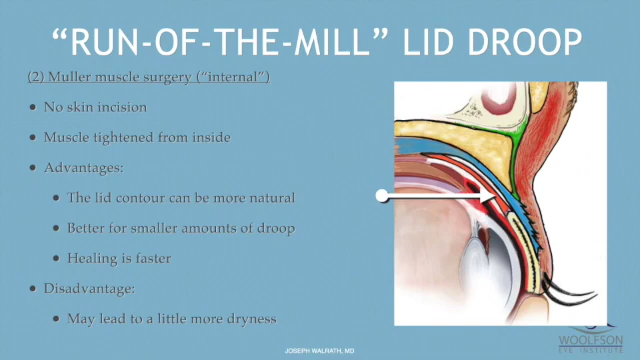 “RUN-OF-THE-MILL” LID DROOP
(2) Muller muscle surgery (“internal”)
No skin incision
Muscle tightened from inside
Advantages:
The lid contour can be more natural
Better for smaller amounts of droop
Healing is faster
Disadvantage:
May lead to a little more dryness
JOSEPH WALRATH, MD
WOOLFSON
EYE INSTITUTE